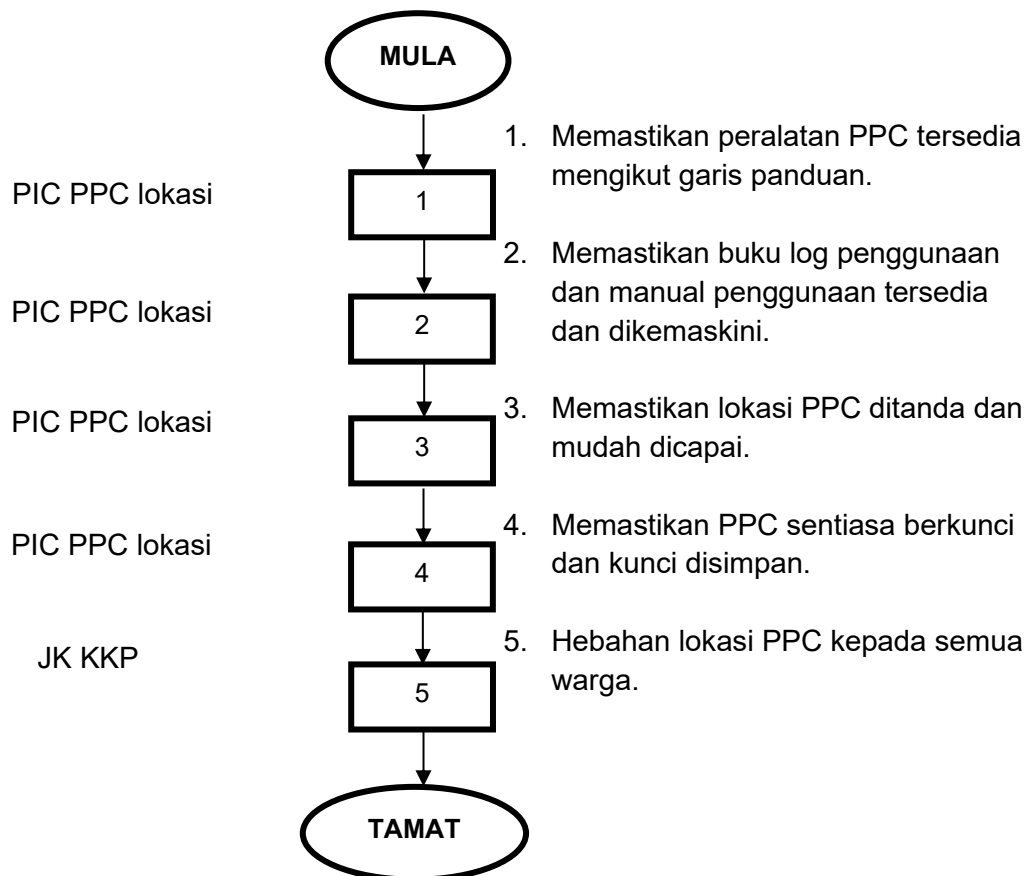 MULA
1. Memastikan peralatan PPC tersedia
mengikut garis panduan.
PIC PPC lokasi
1
2. Memastikan buku log penggunaan
dan manual penggunaan tersedia
dan dikemaskini.
PIC PPC lokasi
2
3. Memastikan lokasi PPC ditanda dan
mudah dicapai.
PIC PPC lokasi
3
4. Memastikan PPC sentiasa berkunci
dan kunci disimpan.
PIC PPC lokasi
4
5. Hebahan lokasi PPC kepada semua
warga.
JK KKP
5
TAMAT